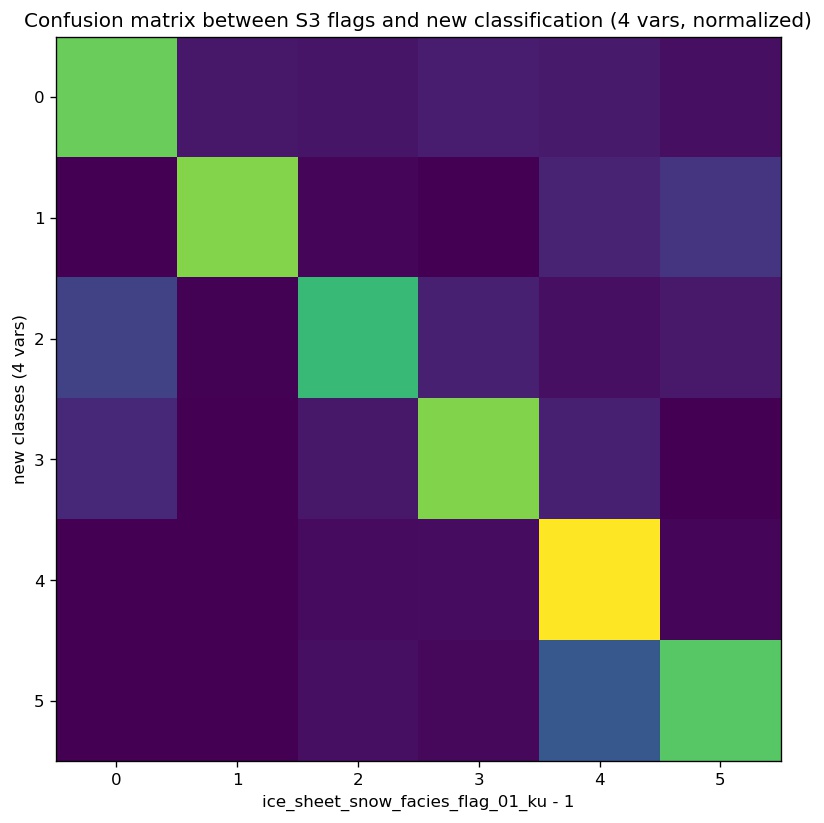 Confusion matrix between S3 flags and new classification (4 vars, normalized)
0
1
2
3
4
5
new classes (4 vars)
0 1 2 3 4 5
ice_sheet_snow_facies_flag_01_ku - 1